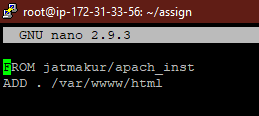 root@ip-172-31-33-56: ~/assign
GNU nano 2.9.3
FROM jatmakur/apach_inst
ADD . /var/wwww/html